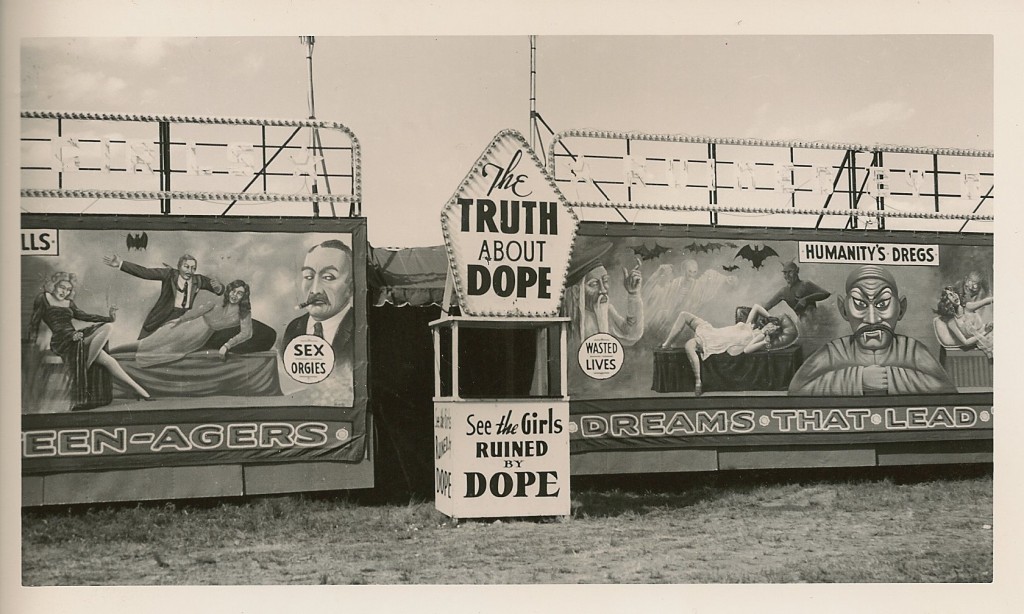 LLS·
SEX
ORGIES
EEN-AGERS·
The
TRUTH
ABOUT
DOPE
See the Girls
RUINED
BY
DOPE
DOPE
WASTED
LIVES
HUMANITY'S DREGS
·DREAMS·THAT·LEAD·